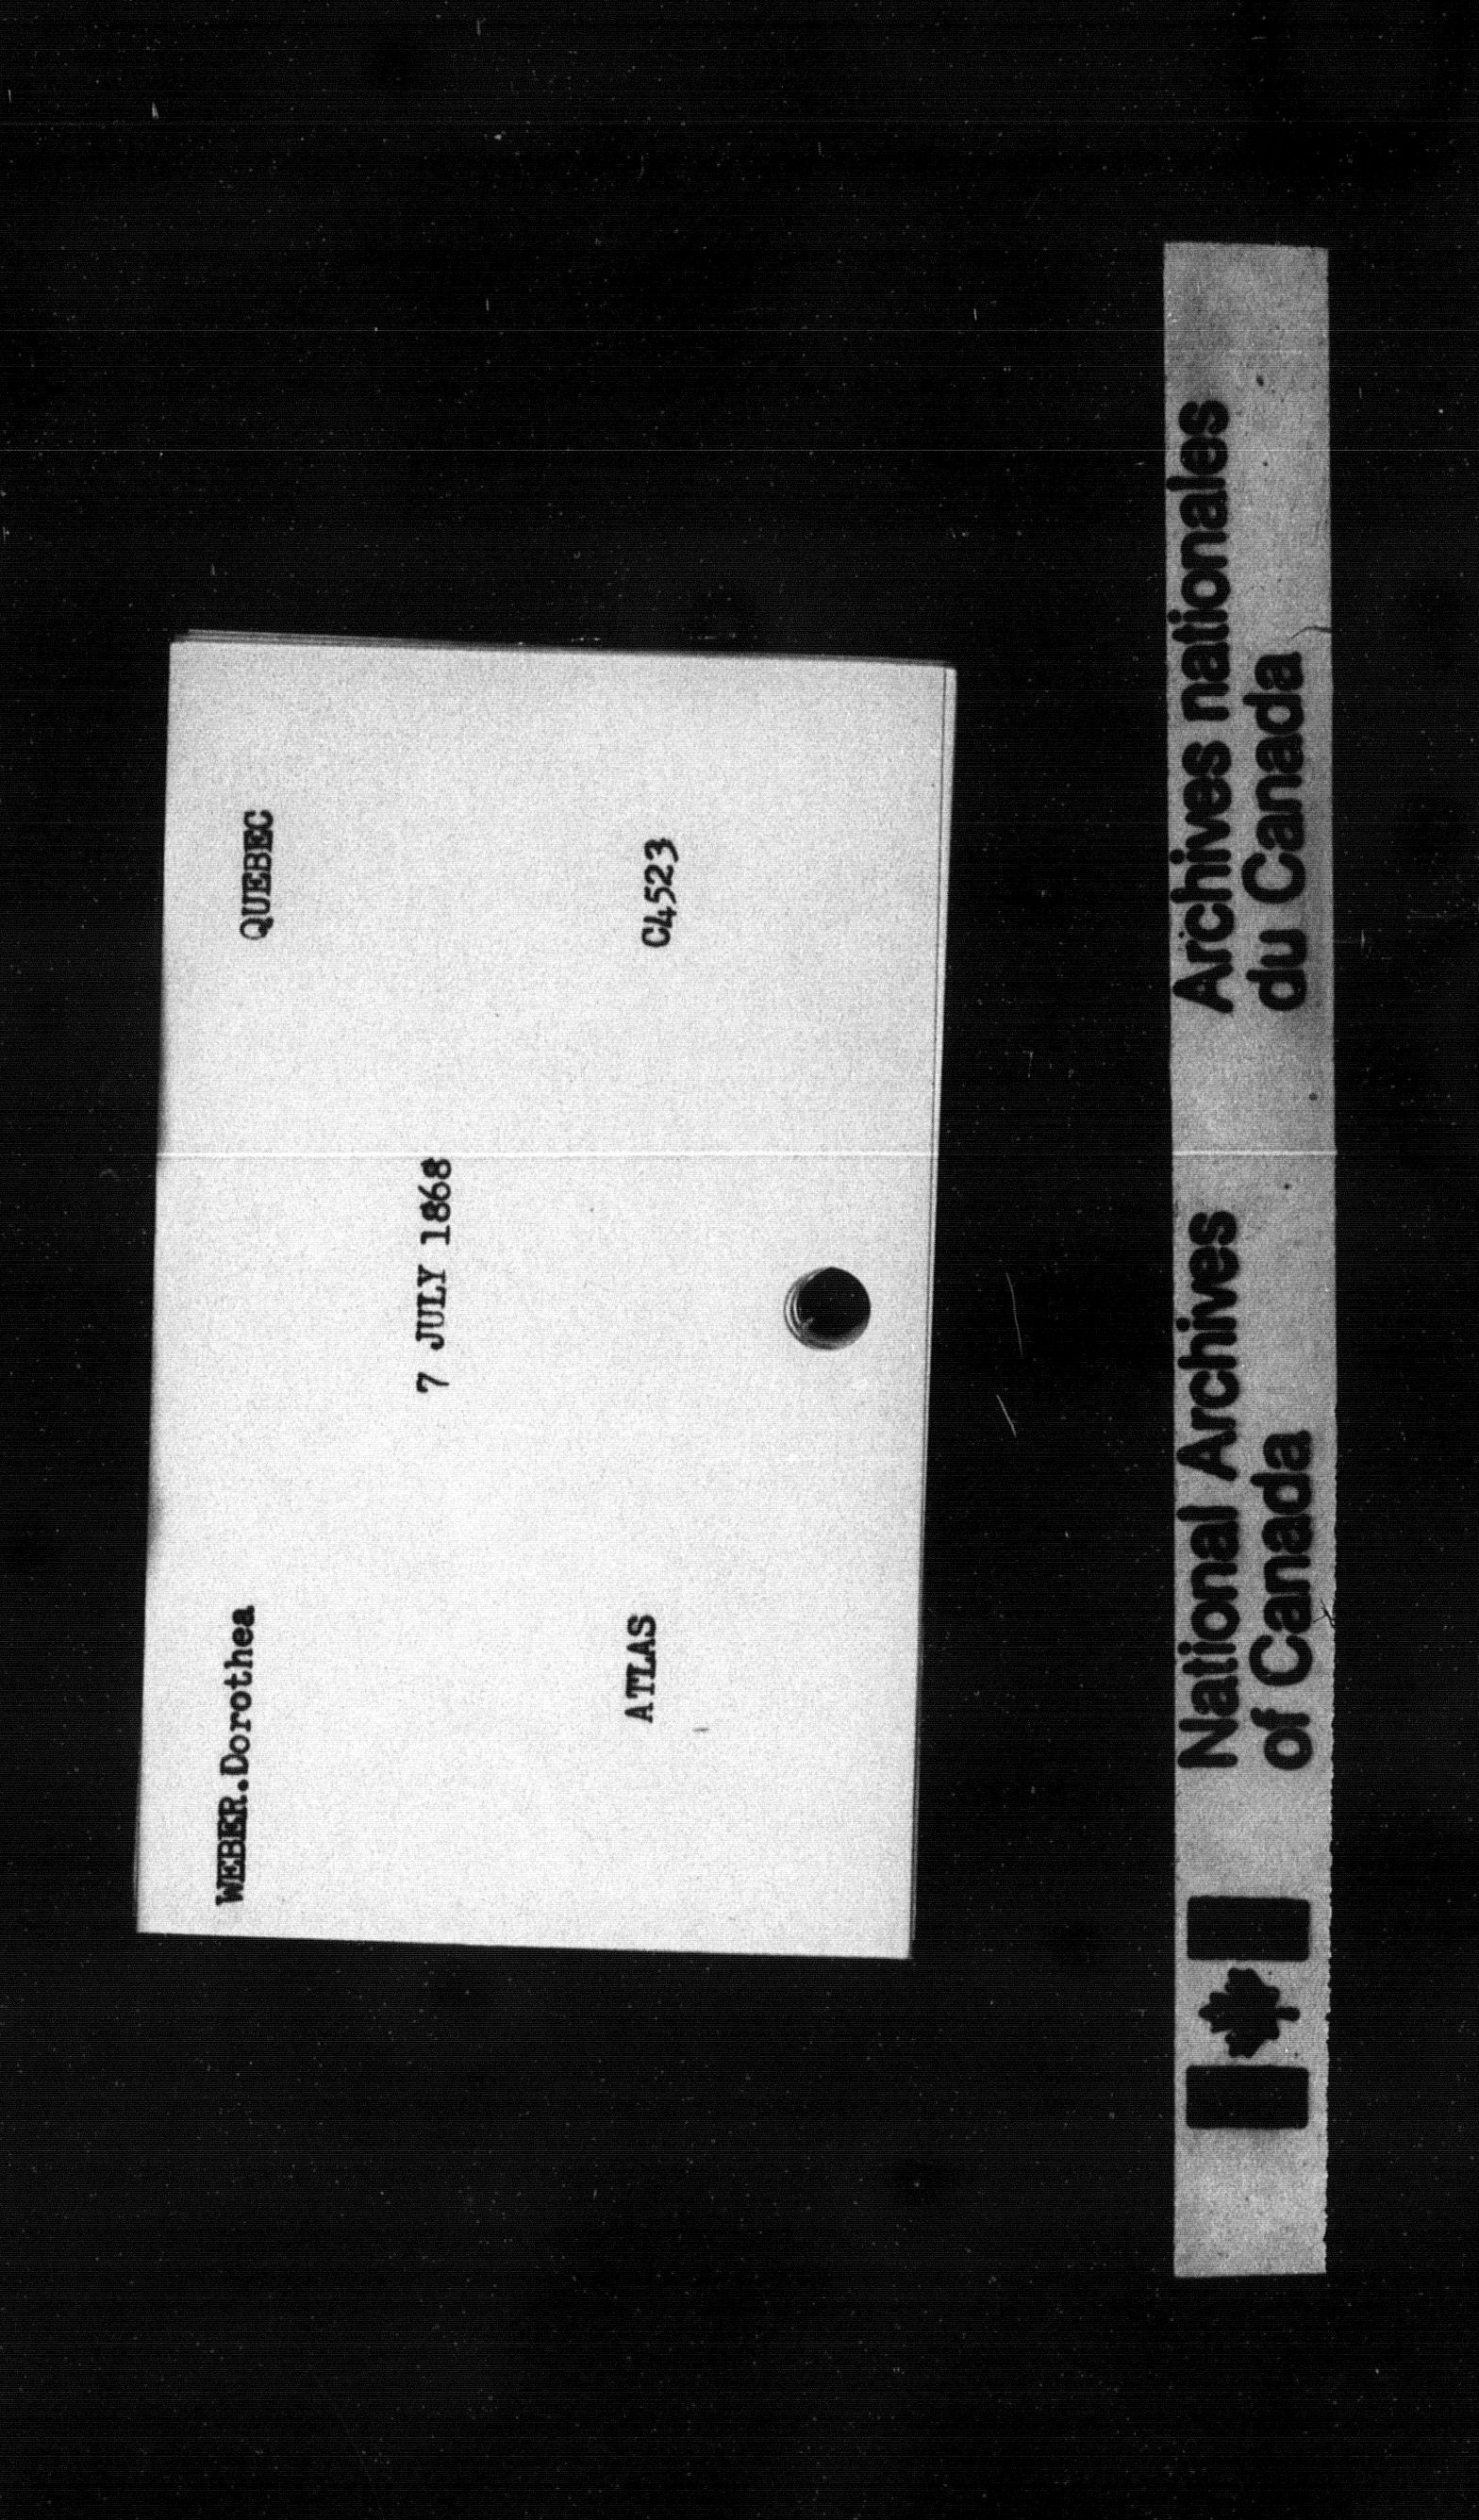 WEBER.Dorothea QUEBEC
7 JULY 1868
ATLAS C4523
National Archives Archives nationales
of Canada du Canada